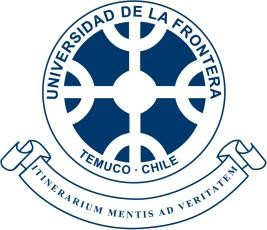 UNIVERSIDAD DE LA FRONTERA
TEMUCO · CHILE
ITINERARIUM MENTIS AD VERITATEM